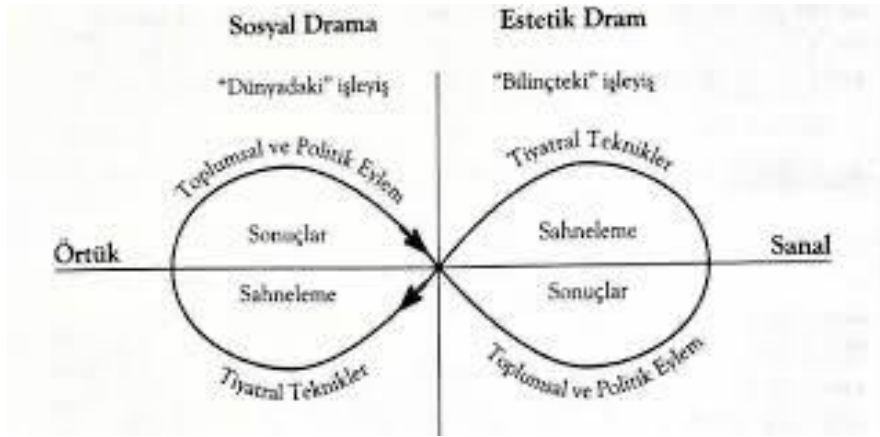 Sosyal Drama
Estetik Dram
"Dünyadaki" işleyiş
"Bilinçteki" işleyiş
Toplumsal ve Politik Eylem
Tiyatral Teknikler
Sonuçlar
Sahneleme
Örtük
Sanal
Sahneleme
Sonuçlar
Tiyatral Teknikler
Toplumsal ve Politik Eylem